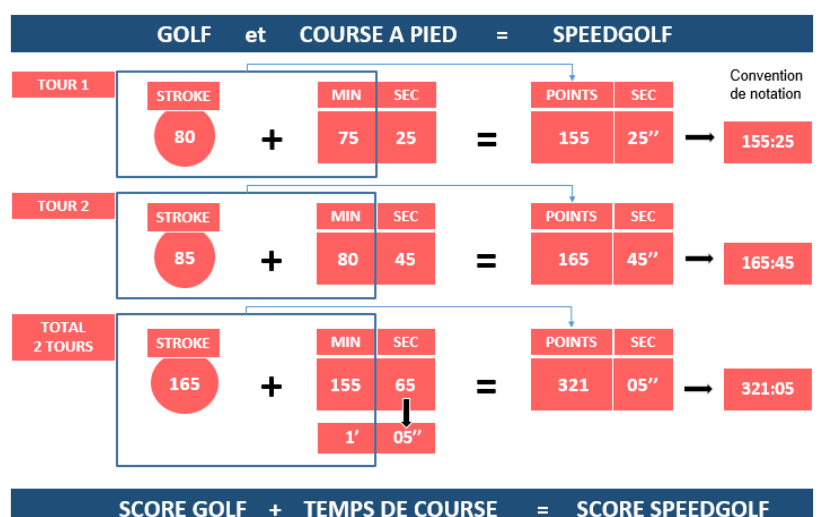 GOLF et COURSE A PIED = SPEEDGOLF
Convention
de notation
TOUR 1
STROKE MIN SEC POINTS SEC
80 + 75 25 = 155 25’’ 155:25
TOUR 2
STROKE MIN SEC POINTS SEC
85 + 80 45 = 165 45’’ 165:45
TOTAL
2 TOURS
STROKE MIN SEC POINTS SEC
165 + 155 65 = 321 05’’ 321:05
1’ 05’’
SCORE GOLF + TEMPS DE COURSE = SCORE SPEEDGOLF